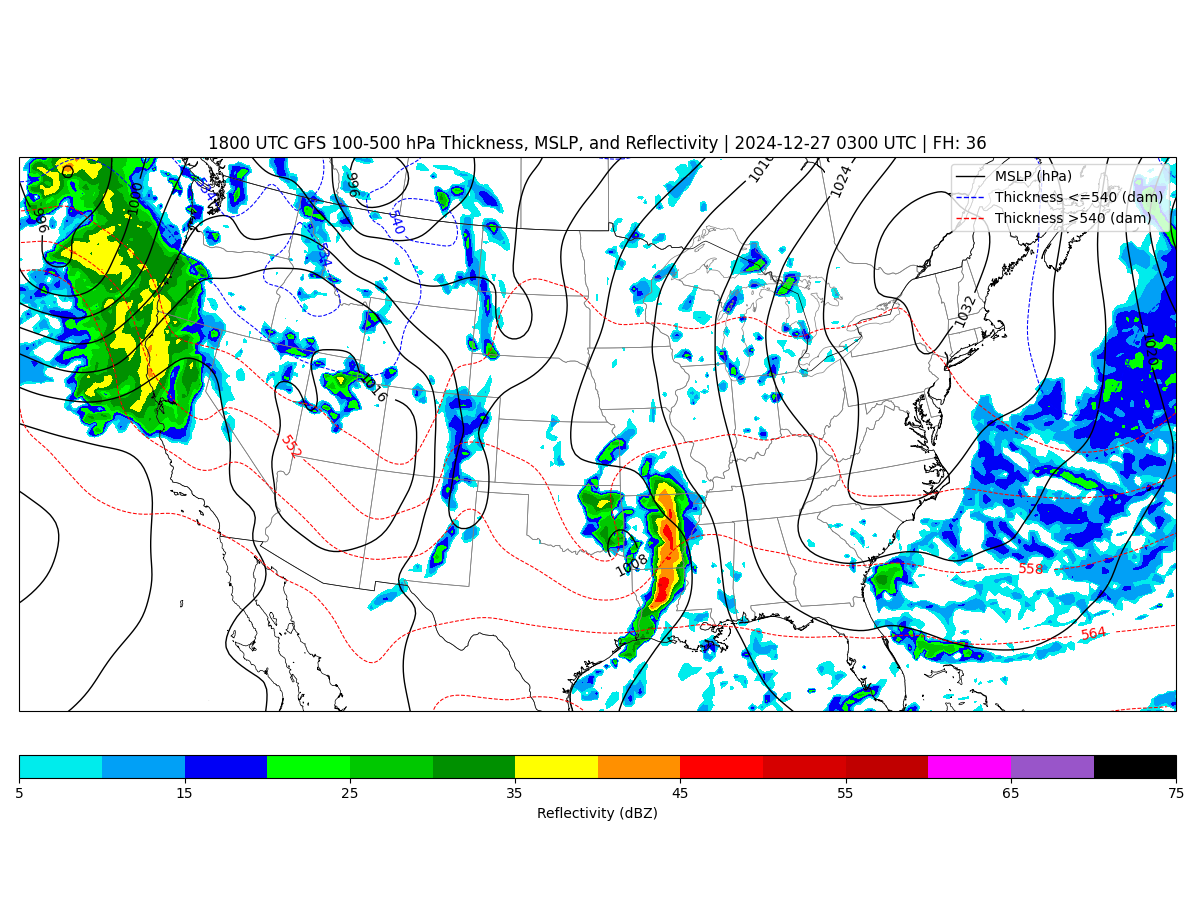 1800 UTC GFS 100-500 hPa Thickness, MSLP, and Reflectivity | 2024-12-27 0300 UTC | FH: 36
MSLP (hPa)
Thickness <=540 (dam)
Thickness >540 (dam)
996
1000
996
540
1016
1024
1032
1016
552
1008
558
564
5 15 25 35 45 55 65 75
Reflectivity (dBZ)